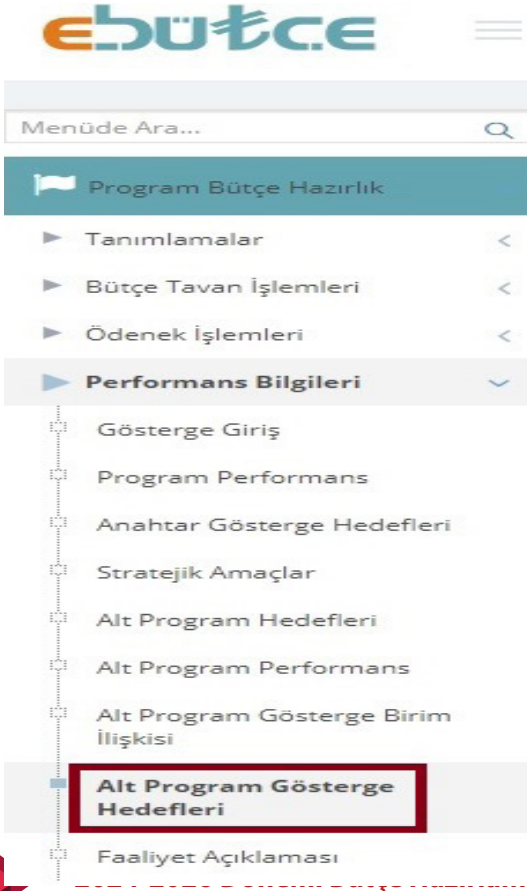 ebütçe
Menüde Ara...
Program Bütçe Hazırlık
Tanımlamalar
Bütçe Tavan İşlemleri
Ödenek İşlemleri
Performans Bilgileri
Gösterge Giriş
Program Performans
Anahtar Gösterge Hedefleri
Stratejik Amaçlar
Alt Program Hedefleri
Alt Program Performans
Alt Program Gösterge Birim
İlişkisi
Alt Program Gösterge
Hedefleri
Faaliyet Açıklaması